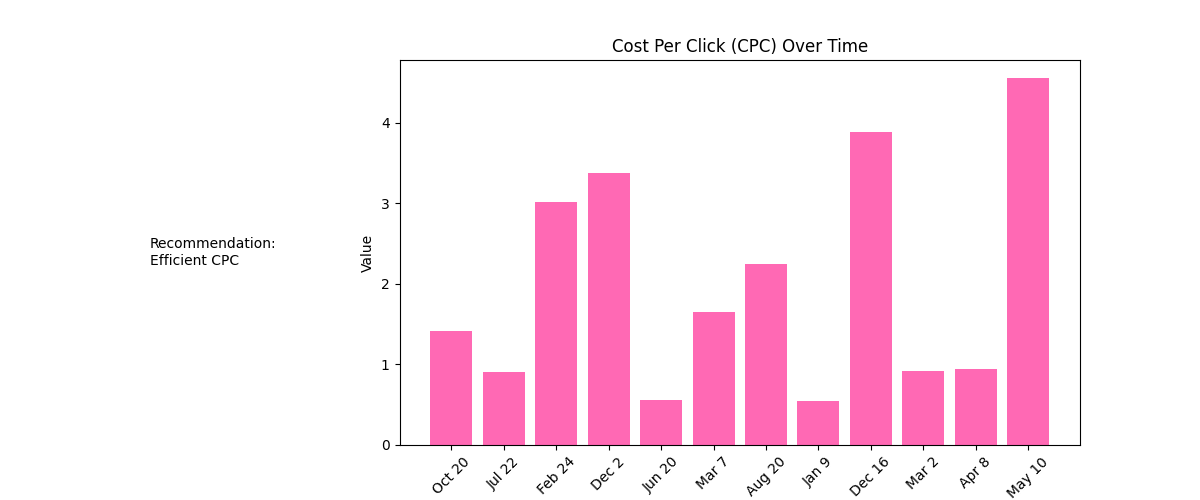 Cost Per Click (CPC) Over Time
Recommendation:
Efficient CPC
Value
4
3
2
1
0
Oct 20
Jul 22
Feb 24
Dec 2
Jun 20
Mar 7
Aug 20
Jan 9
Dec 16
Mar 2
Apr 8
May 10